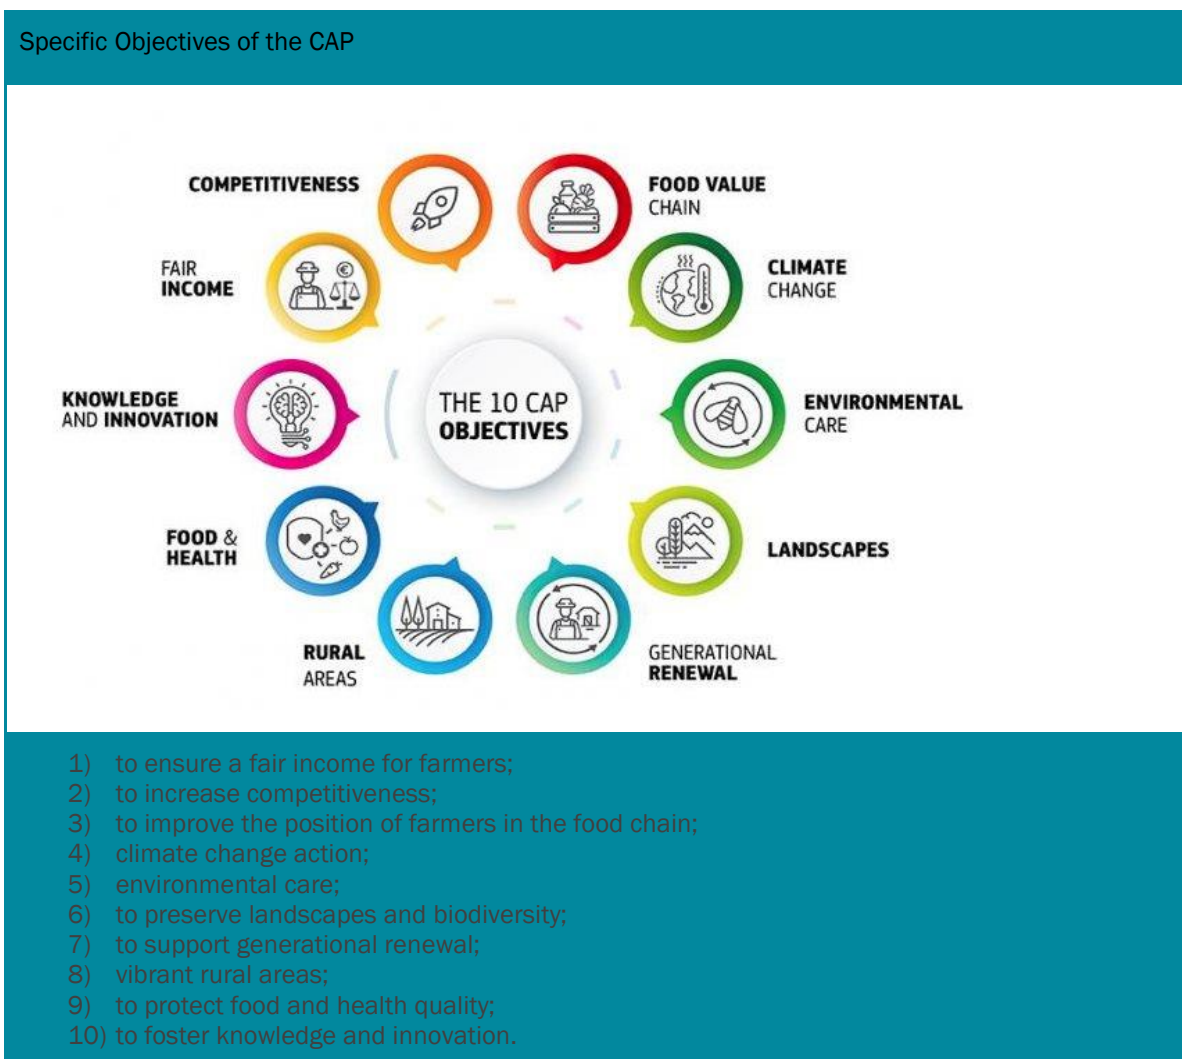 Specific Objectives of the CAP
COMPETITIVENESS
FOOD VALUE
CHAIN
FAIR
INCOME
CLIMATE
CHANGE
KNOWLEDGE
AND INNOVATION
THE 10 CAP
OBJECTIVES
ENVIRONMENTAL
CARE
FOOD &
HEALTH
LANDSCAPES
RURAL
AREAS
GENERATIONAL
RENEWAL
1) to ensure a fair income for farmers;
2) to increase competitiveness;
3) to improve the position of farmers in the food chain;
4) climate change action;
5) environmental care;
6) to preserve landscapes and biodiversity;
7) to support generational renewal;
8) vibrant rural areas;
9) to protect food and health quality;
10) to foster knowledge and innovation.